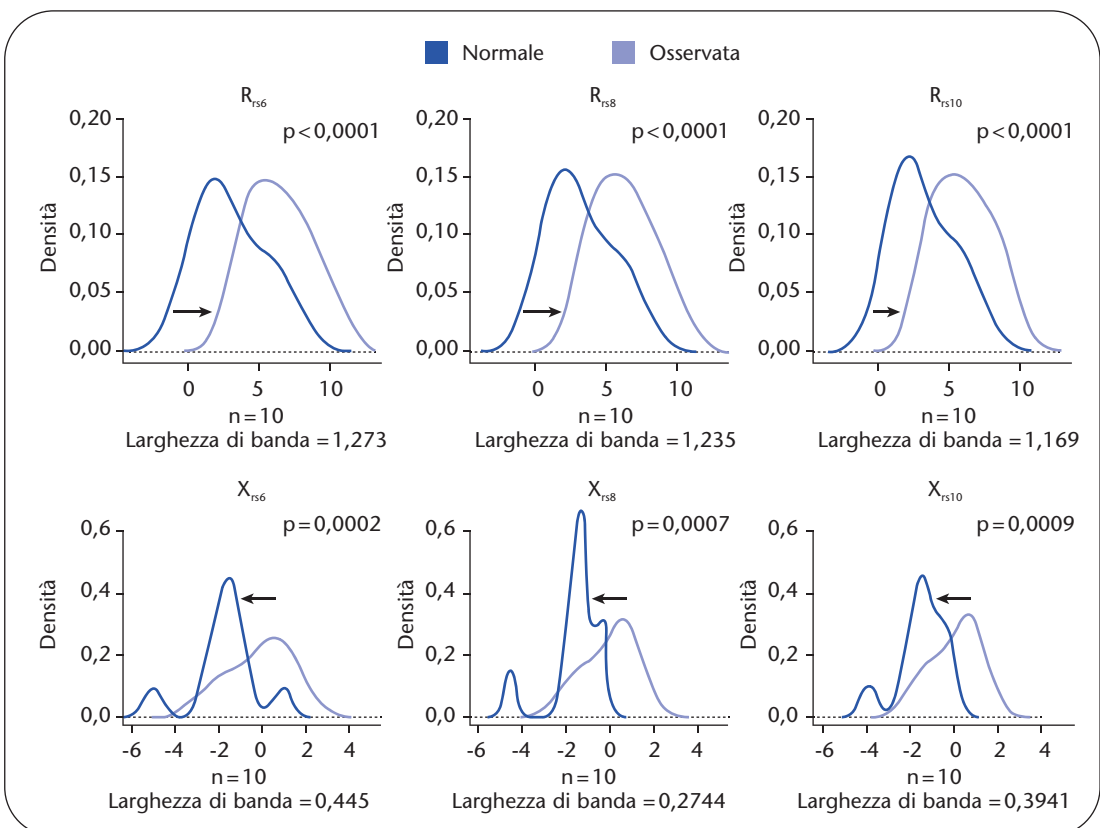 Normale Osservata
R_rs6 R_rs8 R_rs10
p<0,0001 p<0,0001 p<0,0001
0,20 0,20 0,20
0,15 0,15 0,15
0,10 0,10 0,10
0,05 0,05 0,05
0,00 0,00 0,00
Densità Densità Densità
0 5 10 0 5 10 0 5 10
n=10 n=10 n=10
Larghezza di banda =1,273 Larghezza di banda =1,235 Larghezza di banda =1,169
X_rs6 X_rs8 X_rs10
p=0,0002 p=0,0007 p=0,0009
0,6 0,6 0,6
0,4 0,4 0,4
0,2 0,2 0,2
0,0 0,0 0,0
Densità Densità Densità
-6 -4 -2 0 2 4 -6 -4 -2 0 2 4 -6 -4 -2 0 2 4
n=10 n=10 n=10
Larghezza di banda =0,445 Larghezza di banda =0,2744 Larghezza di banda =0,3941